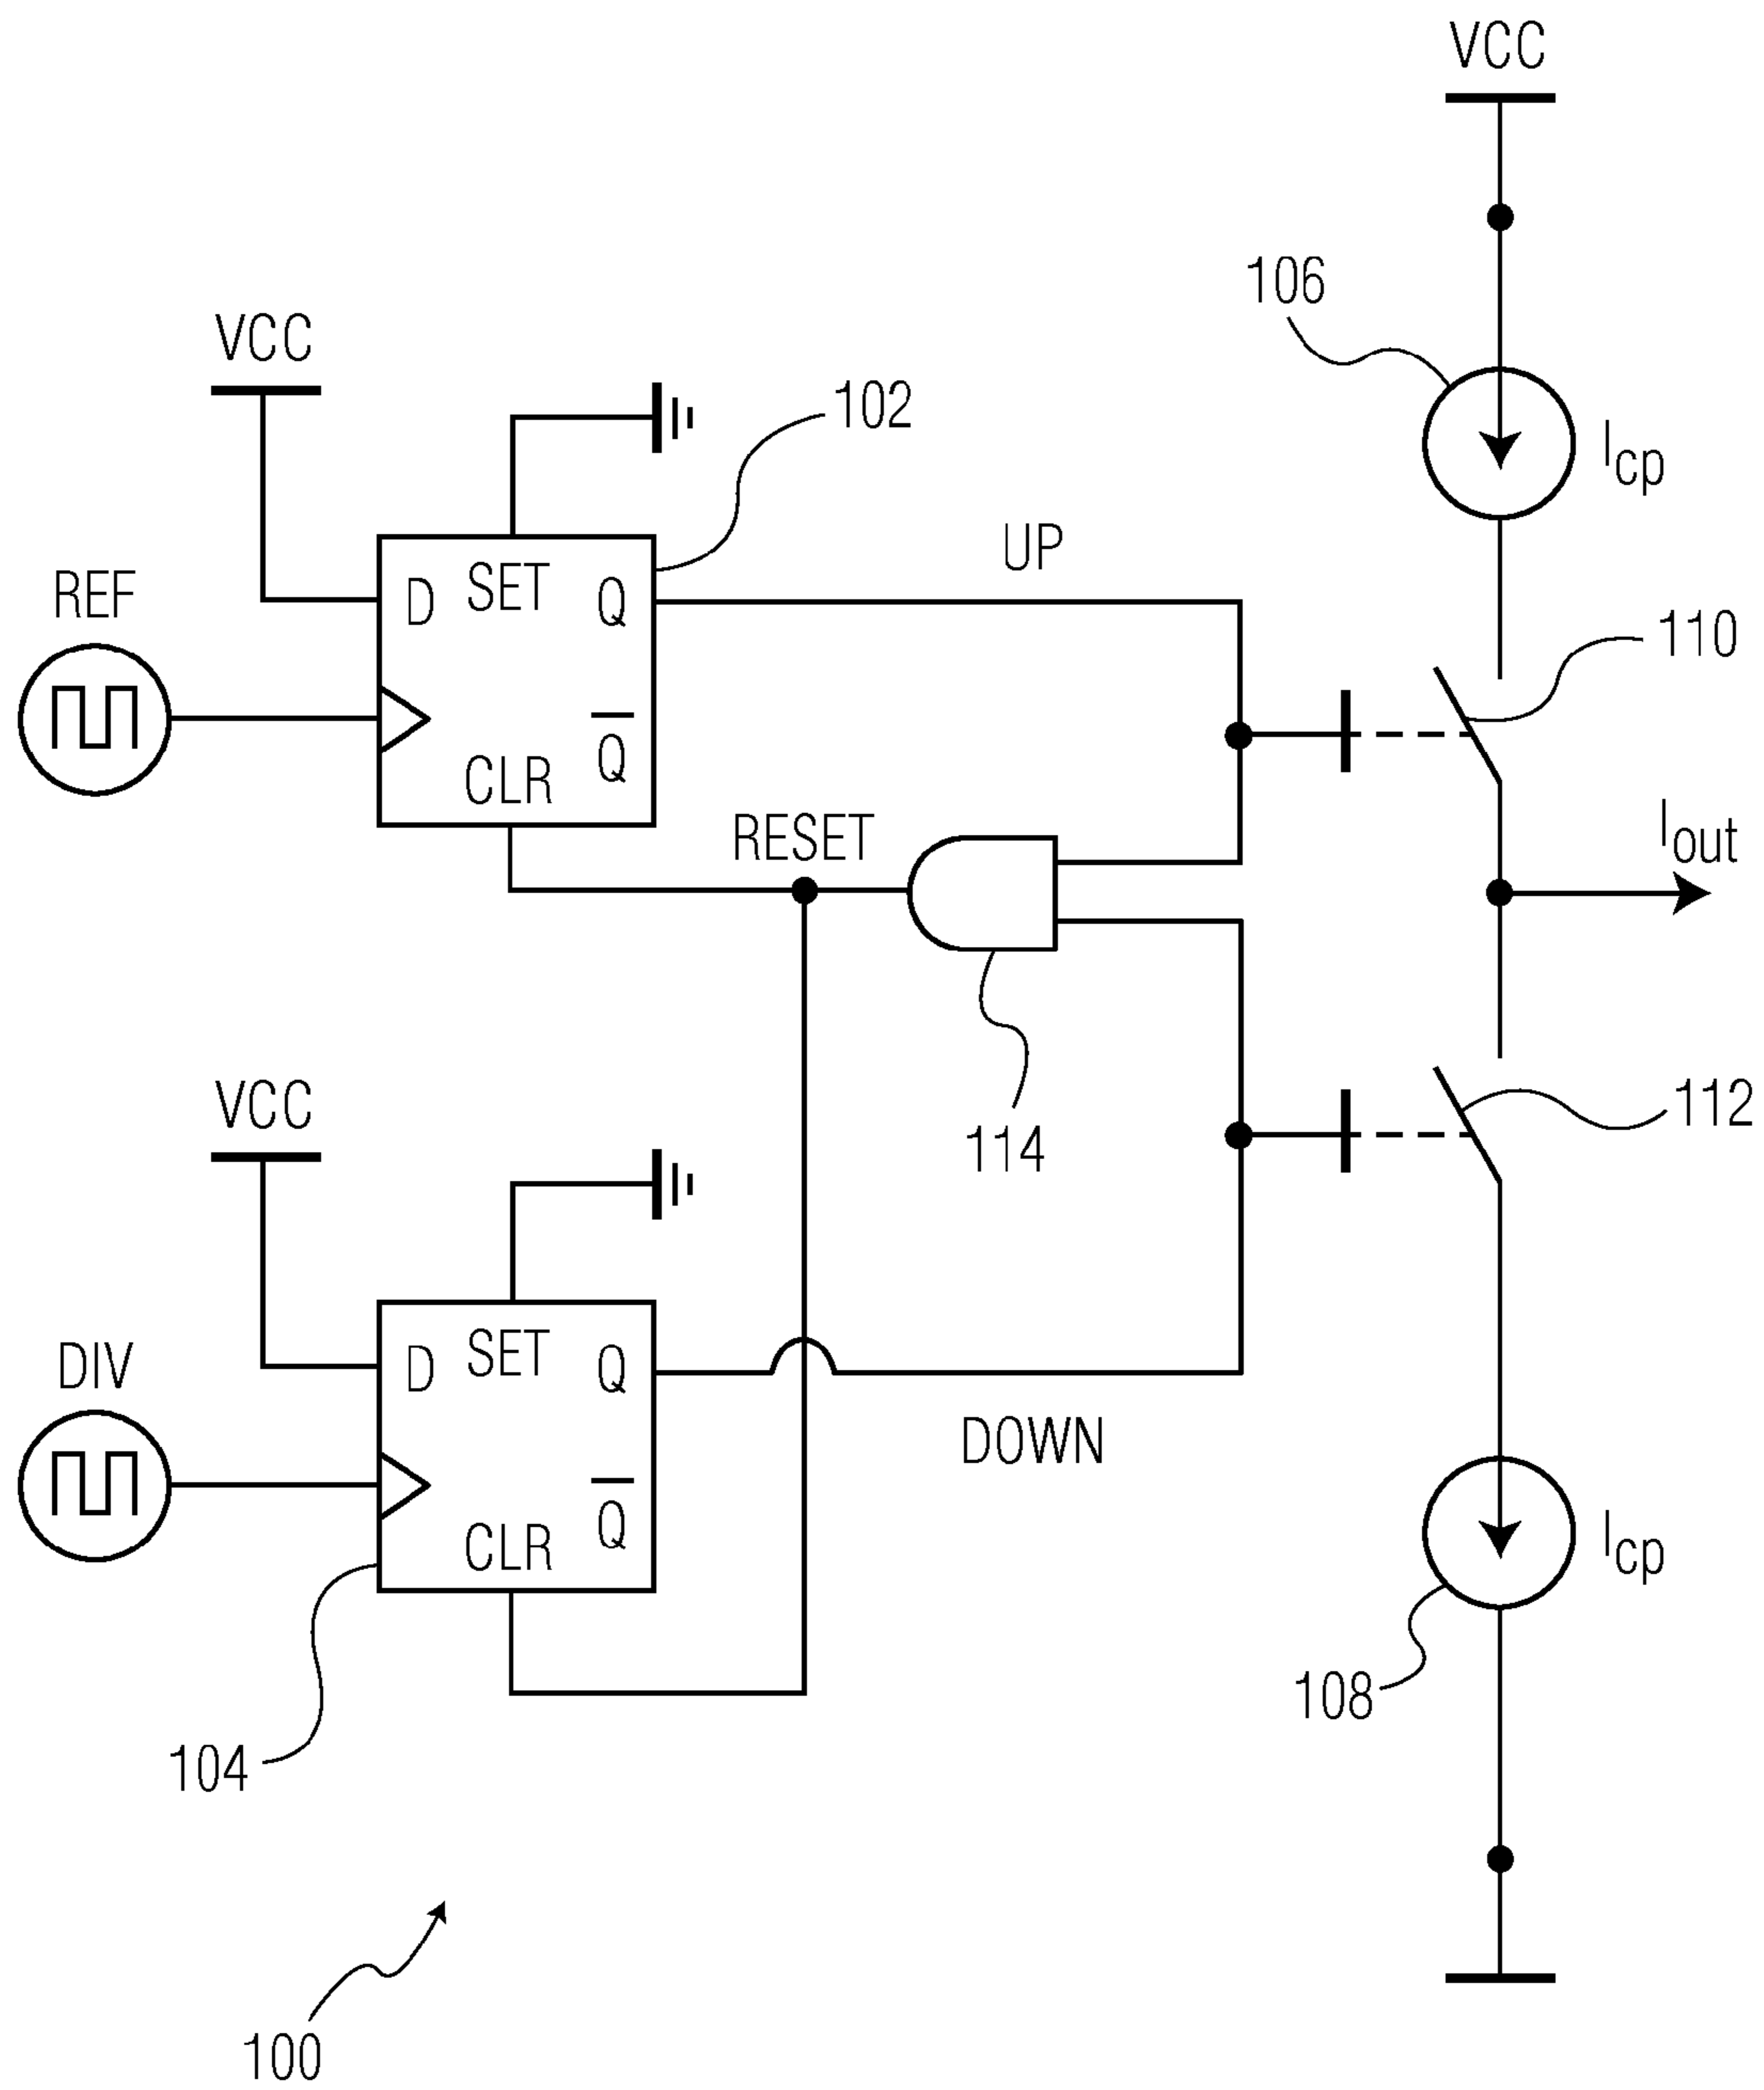 VCC
106
VCC
102
Icp
UP
REF
D
SET
Q
110
Q
CLR
RESET
Iout
VCC
114
112
DIV
D
SET
Q
DOWN
Q
CLR
Icp
108
104
100